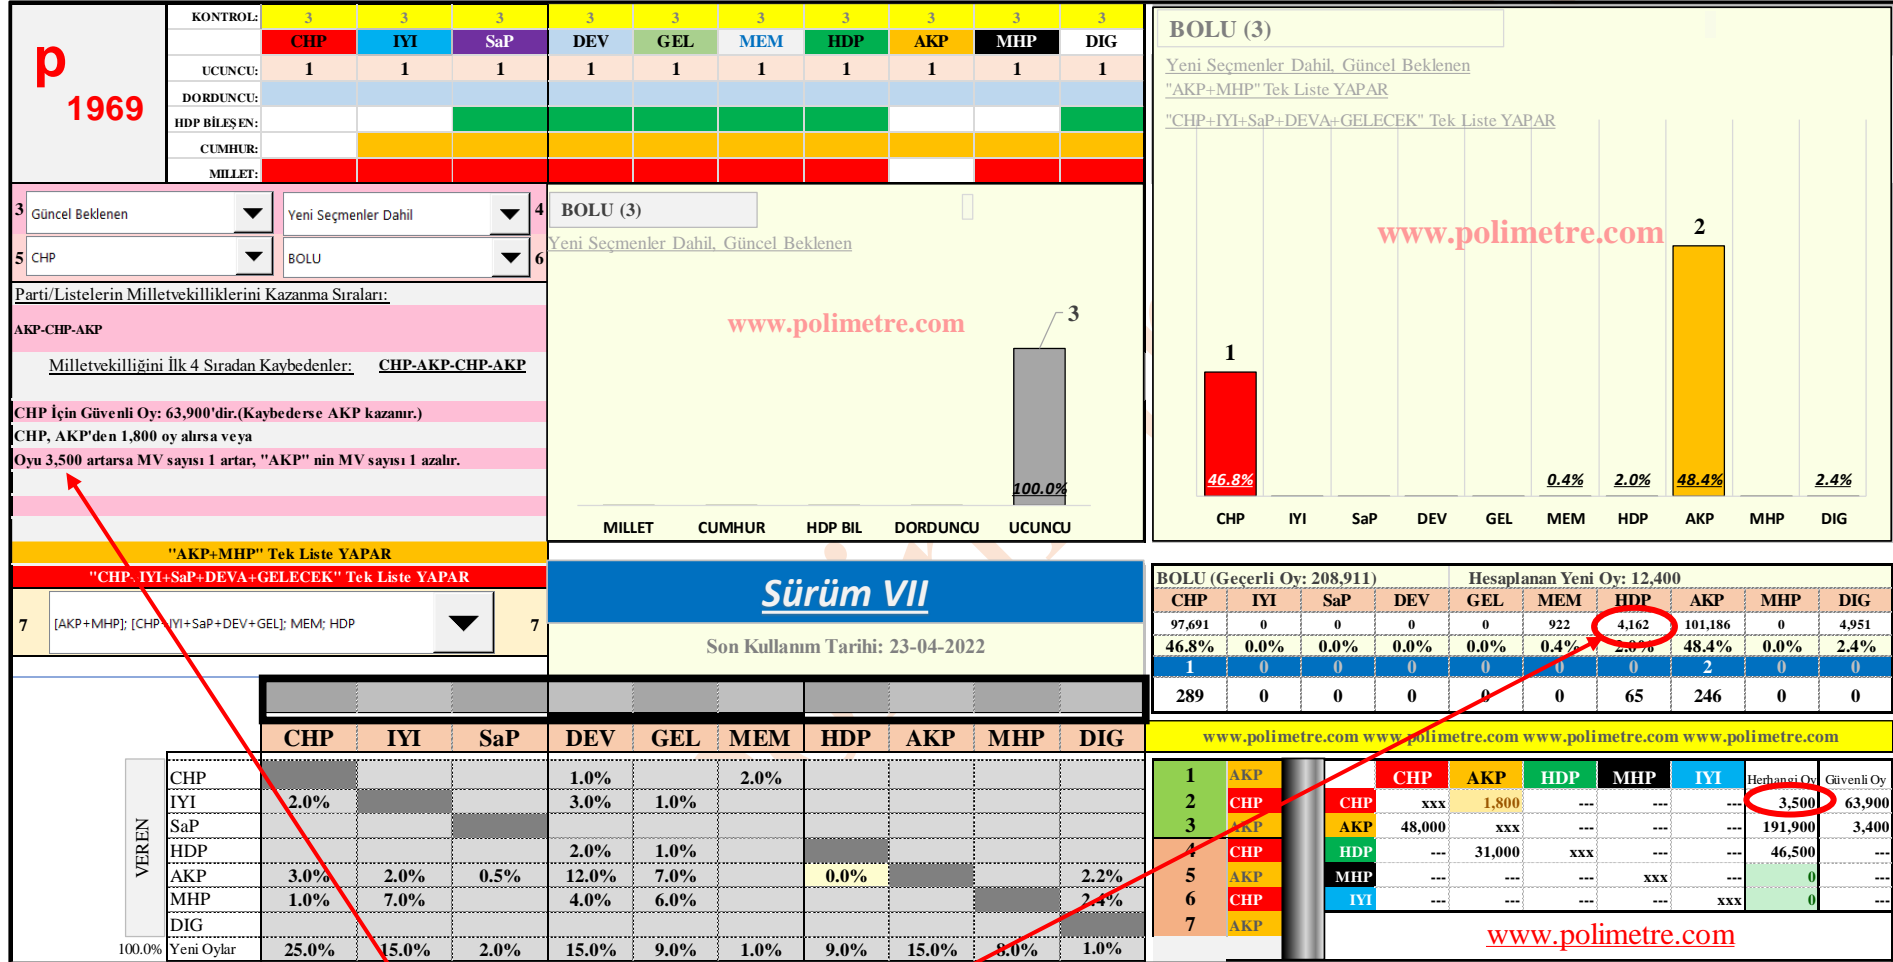 p
1969
KONTROL: 3 3 3 3 3 3 3 3 3 3
CHP IYI SaP DEV GEL MEM HDP AKP MHP DIG
UCUNCU: 1 1 1 1 1 1 1 1 1 1
DORDUNCU:
HDP BİLEŞEN:
CUMHUR:
MILLET:
3 Güncel Beklenen Yeni Seçmenler Dahil 4
5 CHP BOLU 6
Parti/Listelerin Milletvekilliklerini Kazanma Sıraları:
AKP-CHP-AKP
Milletvekilliğini İlk 4 Sıradan Kaybedenler: CHP-AKP-CHP-AKP
CHP İçin Güvenli Oy: 63,900'dir.(Kaybederse AKP kazanır.)
CHP, AKP'den 1,800 oy alırsa veya
Oyu 3,500 artarsa MV sayısı 1 artar, "AKP" nin MV sayısı 1 azalır.
"AKP+MHP" Tek Liste YAPAR
"CHP+IYI+SaP+DEVA+GELECEK" Tek Liste YAPAR
7 [AKP+MHP]; [CHP+IYI+SaP+DEV+GEL]; MEM; HDP 7
BOLU (3)
Yeni Seçmenler Dahil, Güncel Beklenen
www.polimetre.com
3
100.0%
MILLET CUMHUR HDP BIL DORDUNCU UCUNCU
Sürüm VII
Son Kullanım Tarihi: 23-04-2022
BOLU (3)
Yeni Seçmenler Dahil, Güncel Beklenen
"AKP+MHP" Tek Liste YAPAR
"CHP+IYI+SaP+DEVA+GELECEK" Tek Liste YAPAR
www.polimetre.com
1 2
46.8% 0.4% 2.0% 48.4% 2.4%
CHP IYI SaP DEV GEL MEM HDP AKP MHP DIG
BOLU (Geçerli Oy: 208,911) Hesaplanan Yeni Oy: 12,400
CHP IYI SaP DEV GEL MEM HDP AKP MHP DIG
97,691 0 0 0 0 922 4,162 101,186 0 4,951
46.8% 0.0% 0.0% 0.0% 0.0% 0.4% 2.0% 48.4% 0.0% 2.4%
1 0 0 0 0 0 0 2 0 0
289 0 0 0 0 0 65 246 0 0
www.polimetre.com www.polimetre.com www.polimetre.com www.polimetre.com
CHP IYI SaP DEV GEL MEM HDP AKP MHP DIG
VEREN
CHP 1.0% 2.0%
IYI 2.0% 3.0% 1.0%
SaP
HDP 2.0% 1.0%
AKP 3.0% 2.0% 0.5% 12.0% 7.0% 0.0% 2.2%
MHP 1.0% 7.0% 4.0% 6.0% 2.4%
DIG
100.0% Yeni Oylar 25.0% 15.0% 2.0% 15.0% 9.0% 1.0% 9.0% 15.0% 8.0% 1.0%
1 AKP CHP AKP HDP MHP IYI Herhangi Oy Güvenli Oy
2 CHP CHP xxx 1,800 --- --- --- 3,500 63,900
3 AKP AKP 48,000 xxx --- --- --- 191,900 3,400
4 CHP HDP --- 31,000 xxx --- --- 46,500 ---
5 AKP MHP --- --- --- xxx --- 0 ---
6 CHP IYI --- --- --- --- xxx 0 ---
7 AKP
www.polimetre.com